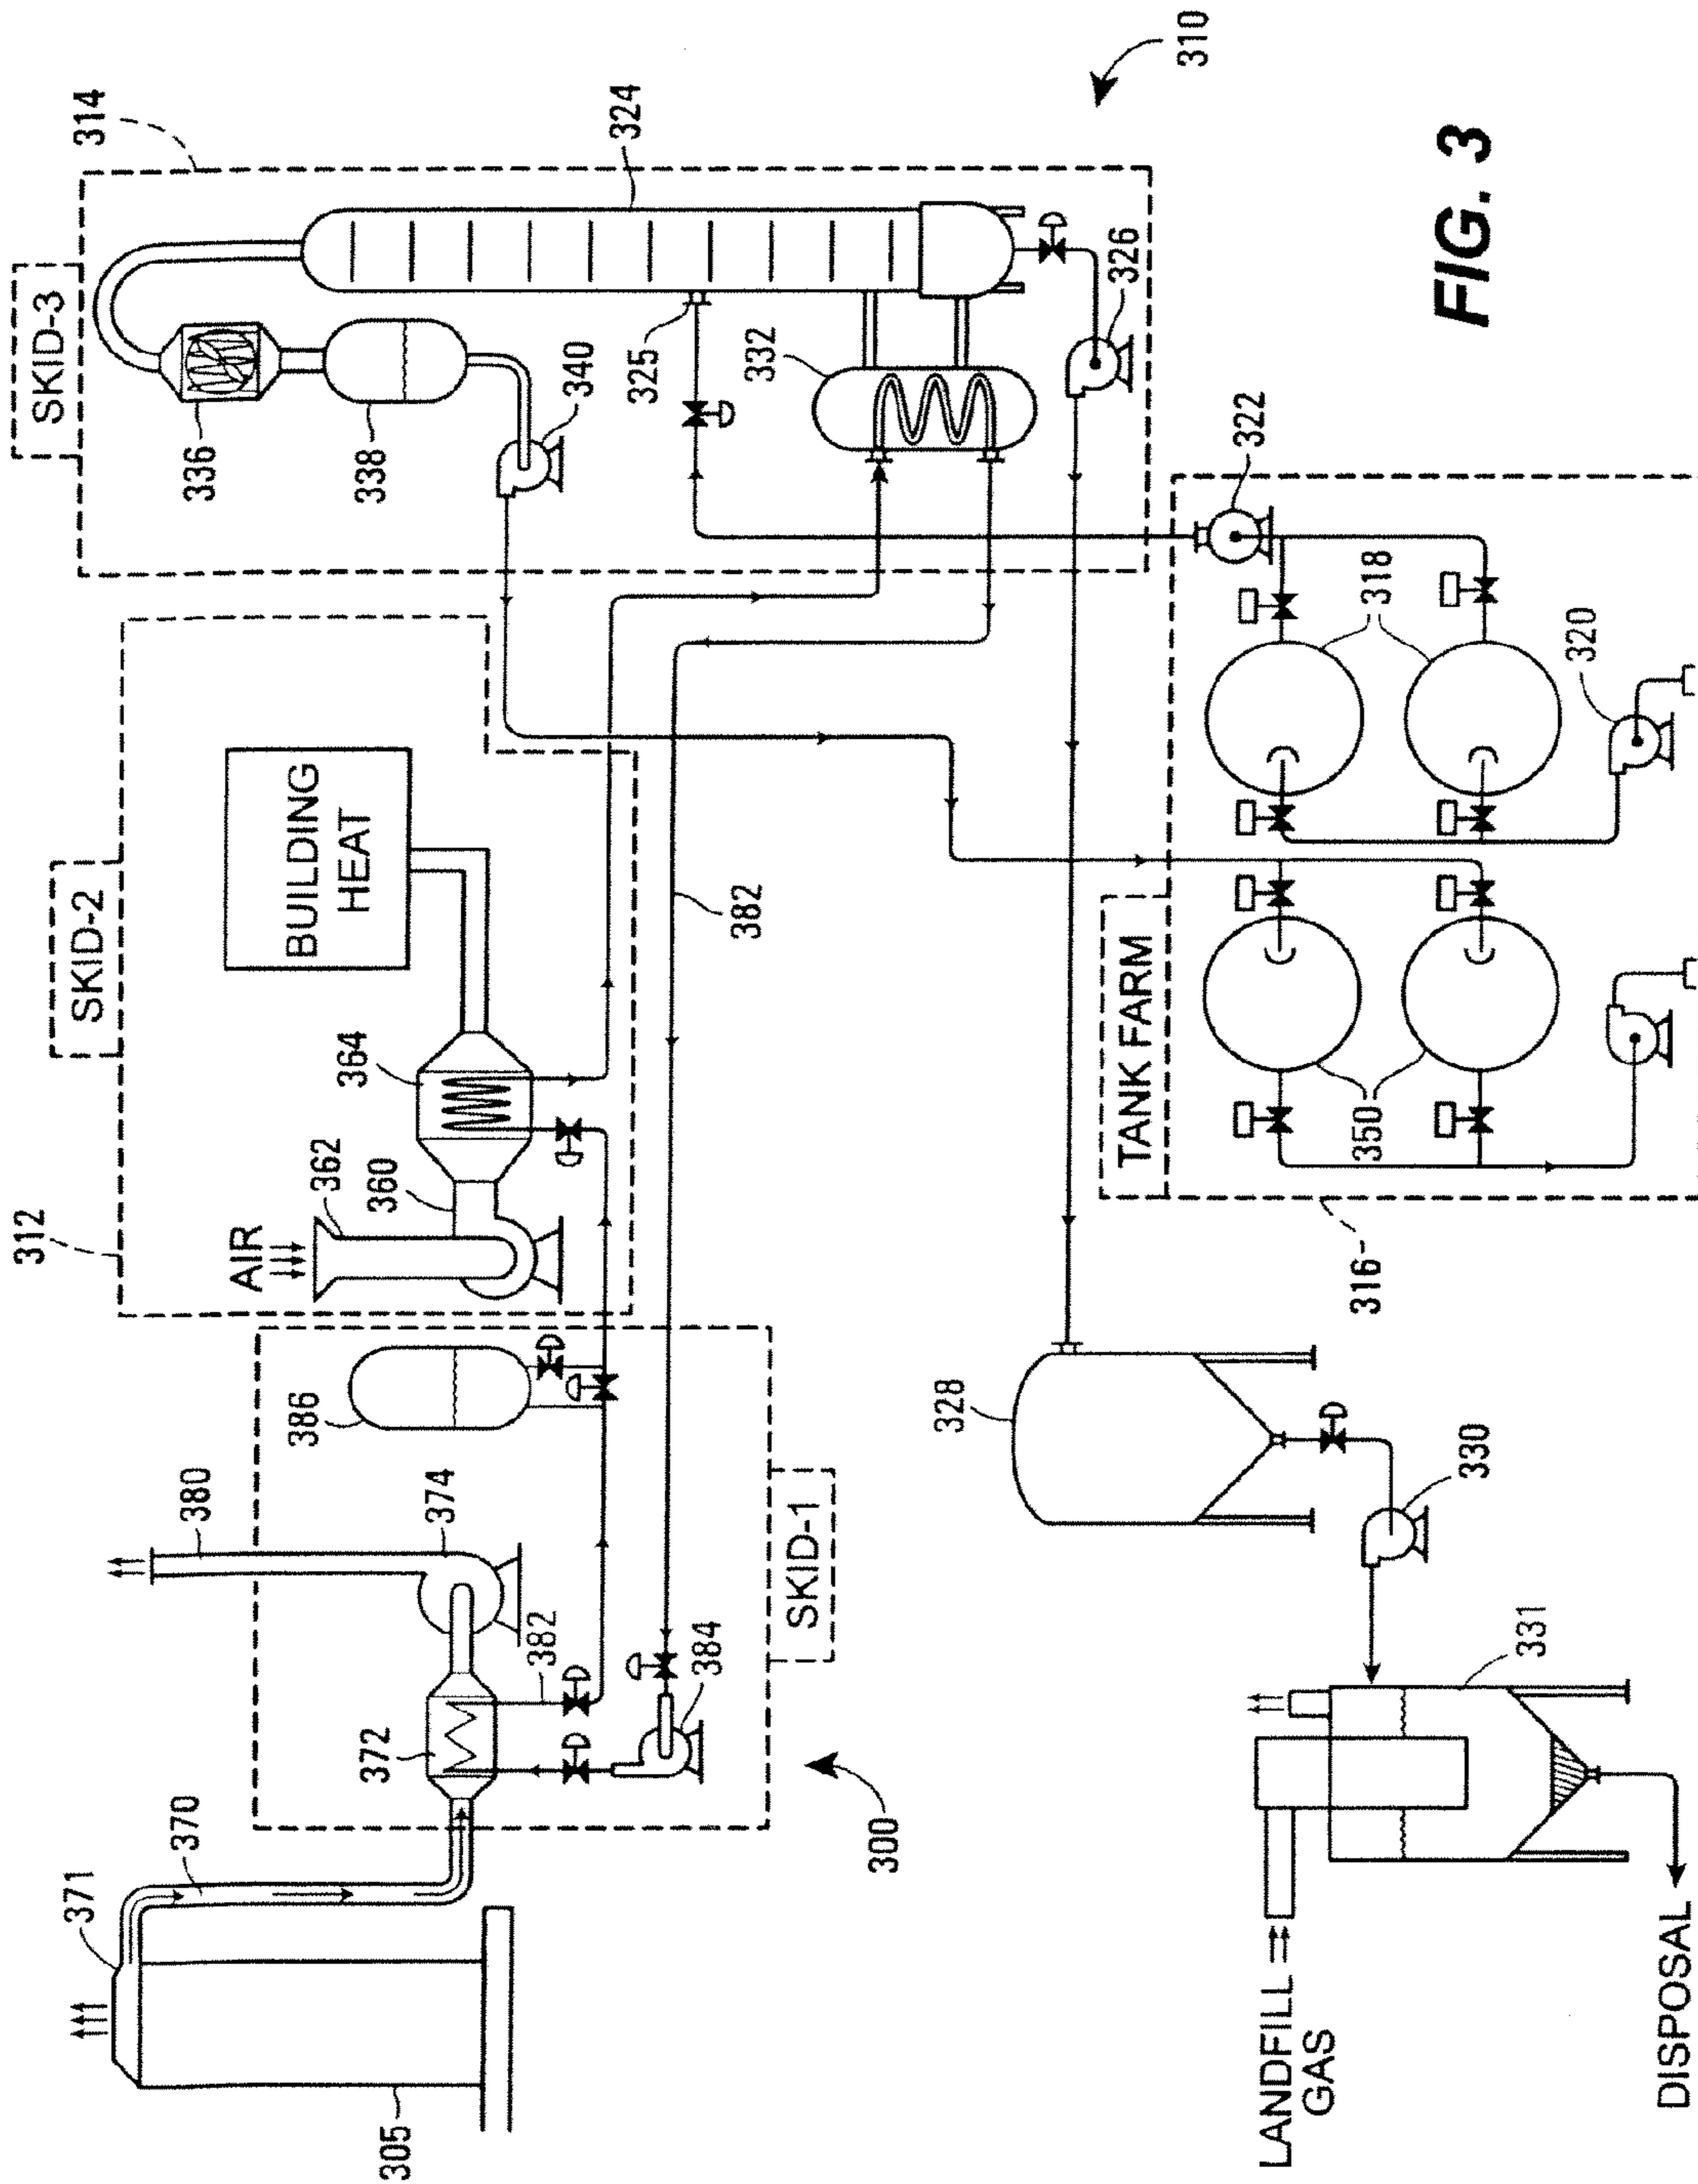 314
SKID-3
324
336
338
340
325
332
326
310
312
SKID-2
BUILDING
HEAT
364
362
360
AIR
382
322
318
320
TANK FARM
350
316
386
380
374
382
372
384
SKID-1
371
370
305
300
328
330
331
LANDFILL
GAS
DISPOSAL
FIG. 3